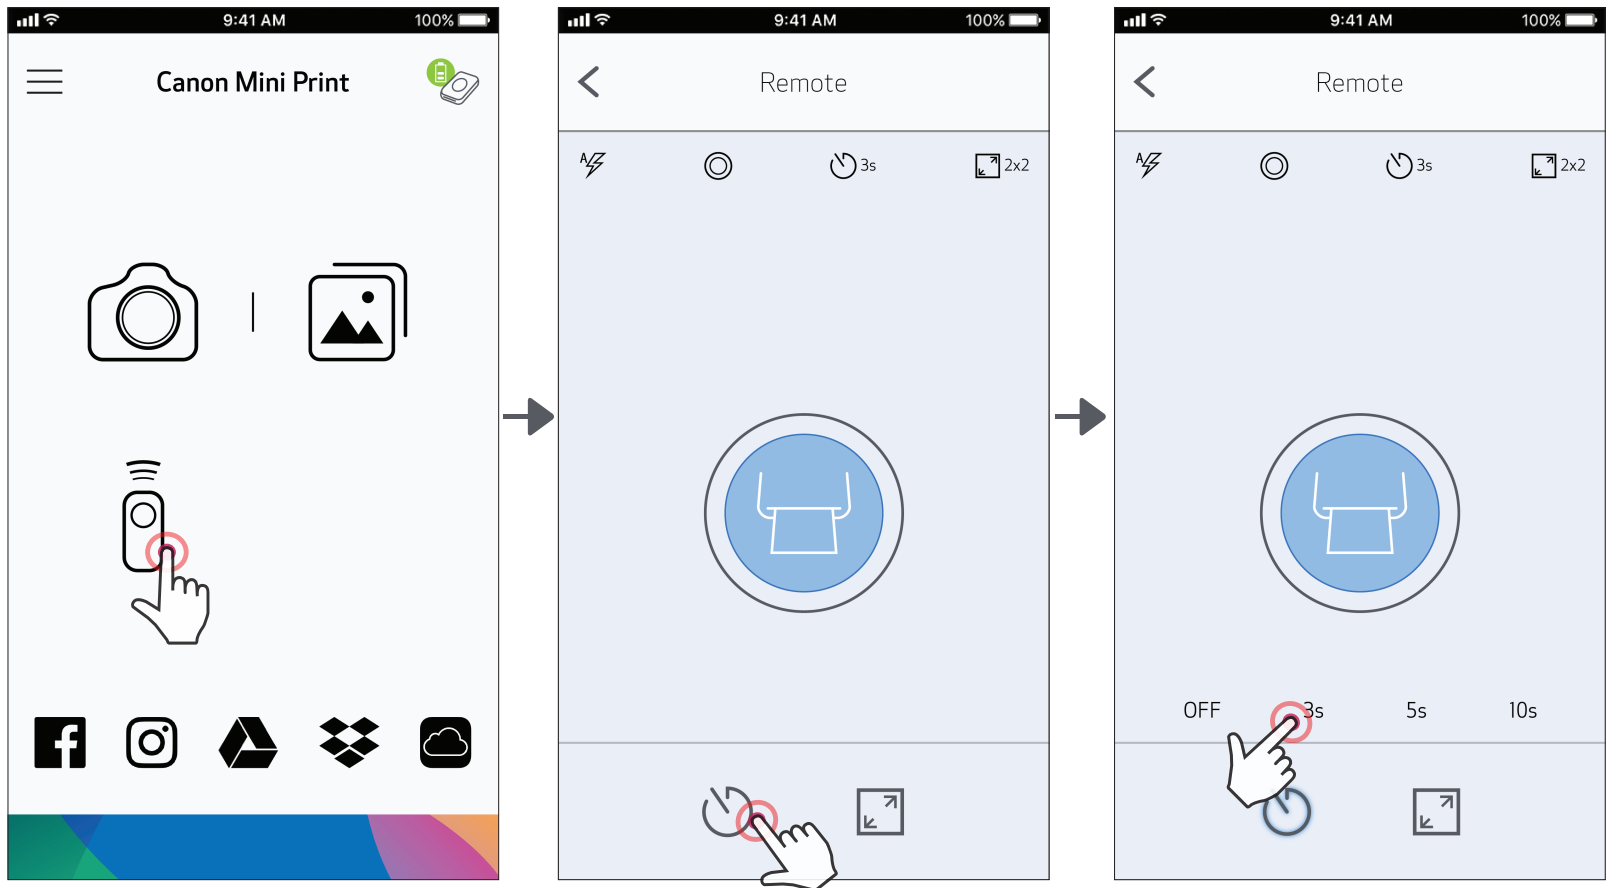 9:41 AM 100%
Canon Mini Print
9:41 AM 100%
Remote
A 3s 2x2
9:41 AM 100%
Remote
A 3s 2x2
OFF 3s 5s 10s